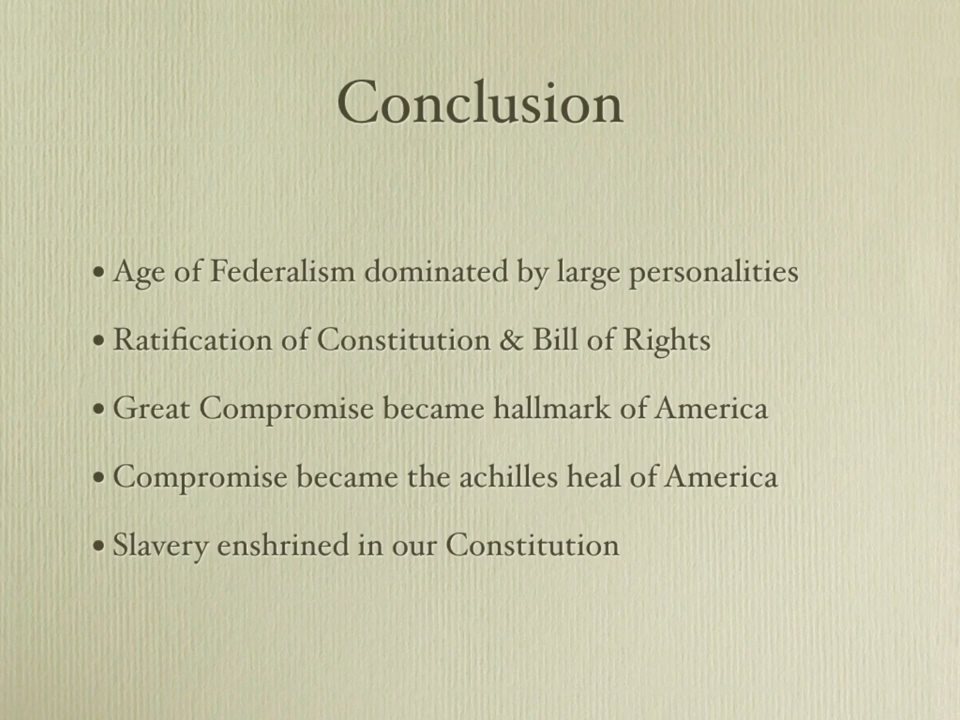 Conclusion
• Age of Federalism dominated by large personalities
• Ratification of Constitution & Bill of Rights
• Great Compromise became hallmark of America
• Compromise became the achilles heal of America
• Slavery enshrined in our Constitution